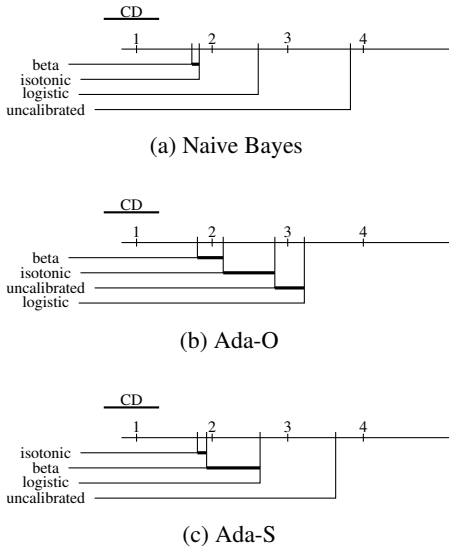 CD
1 2 3 4
beta
isotonic
logistic
uncalibrated
(a) Naive Bayes
CD
1 2 3 4
beta
isotonic
uncalibrated
logistic
(b) Ada-O
CD
1 2 3 4
isotonic
beta
logistic
uncalibrated
(c) Ada-S